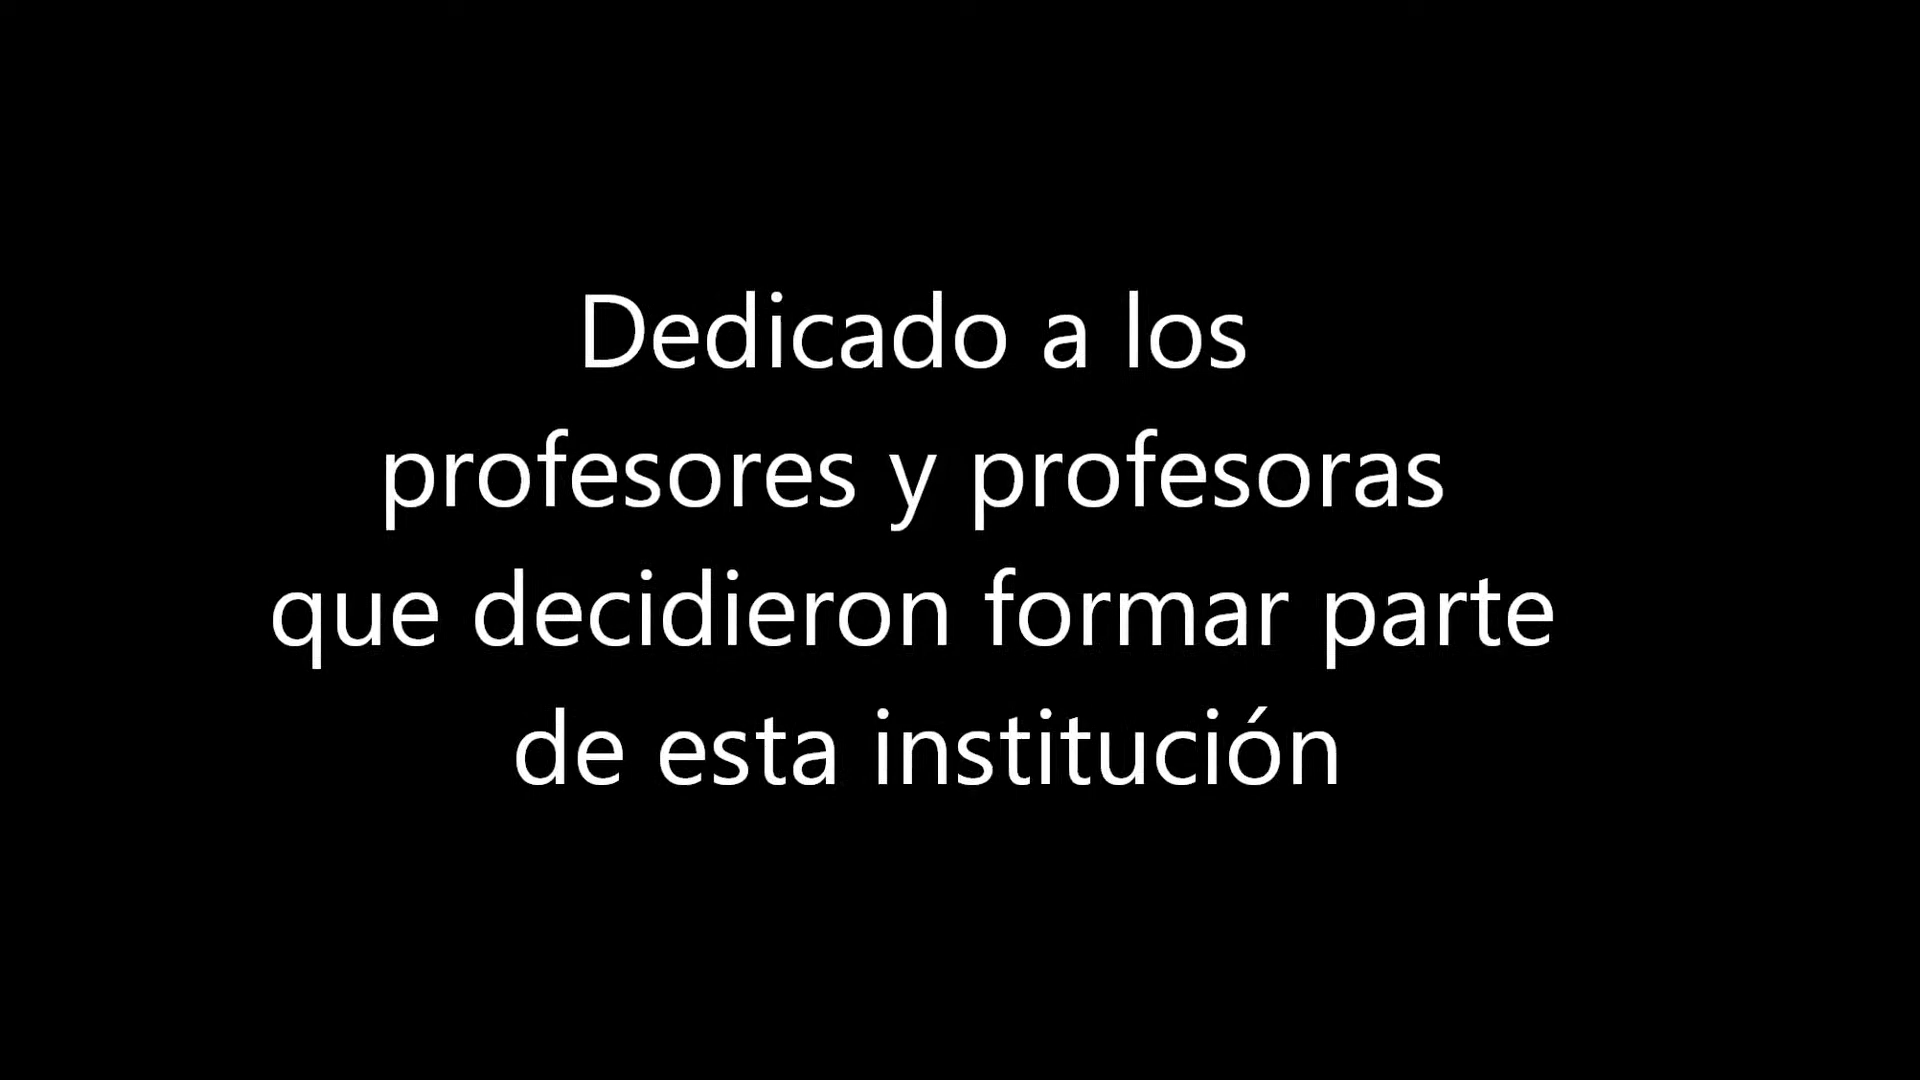 Dedicado a los
profesores y profesoras
que decidieron formar parte
de esta institución